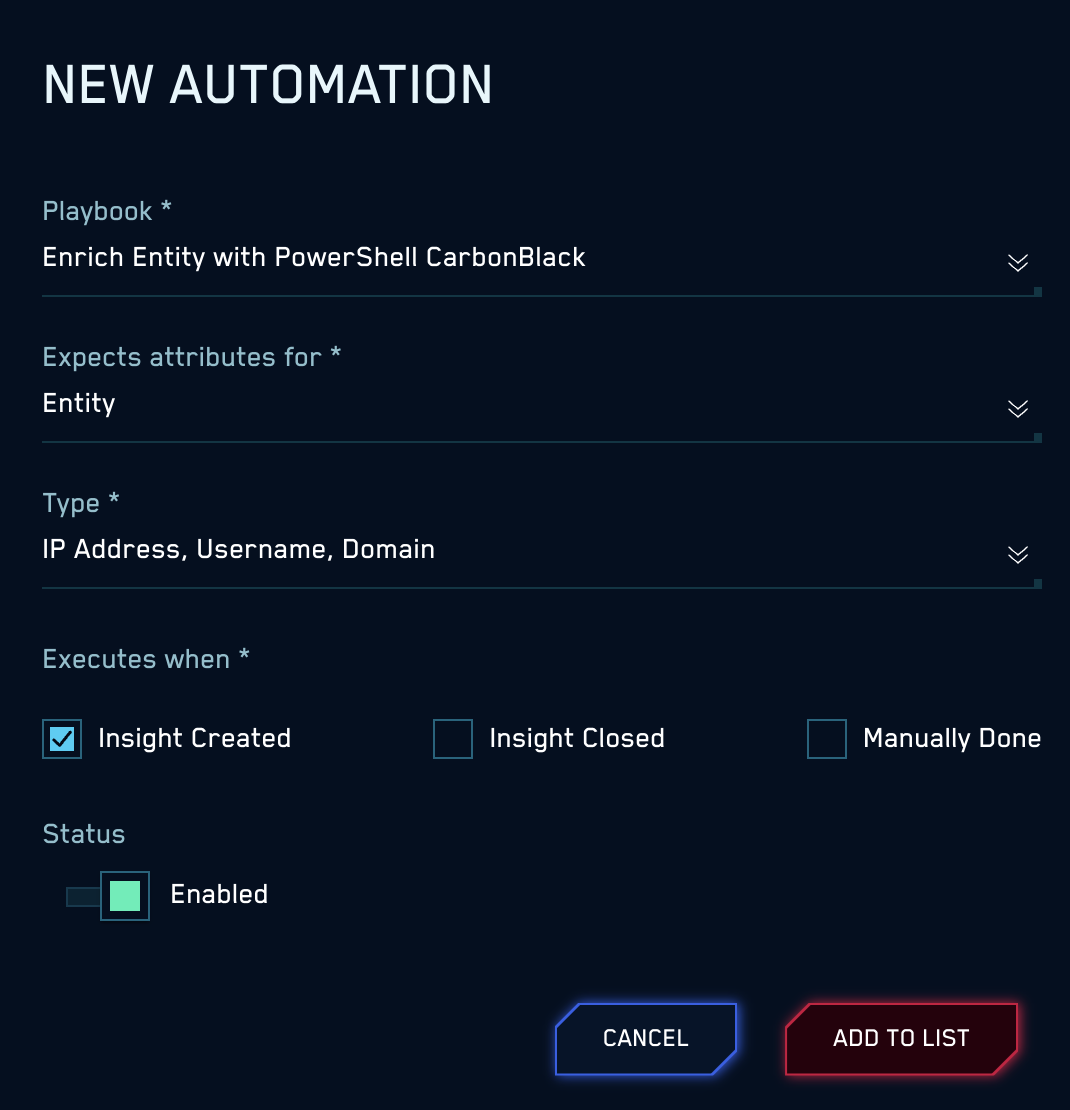 NEW AUTOMATION
Playbook *
Enrich Entity with PowerShell CarbonBlack
Expects attributes for *
Entity
Type *
IP Address, Username, Domain
Executes when *
Insight Created Insight Closed Manually Done
Status
Enabled
CANCEL ADD TO LIST